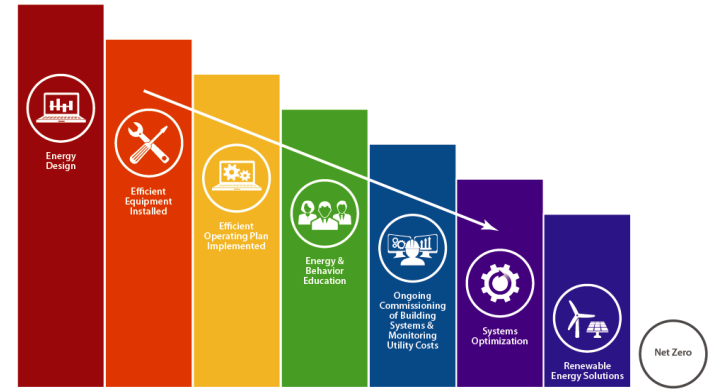 Energy
Design
Efficient
Equipment
Installed
Efficient
Operating Plan
Implemented
Energy &
Behavior
Education
Ongoing
Commissioning
of Building
Systems &
Monitoring
Utility Costs
Systems
Optimization
Renewable
Energy Solutions
Net Zero